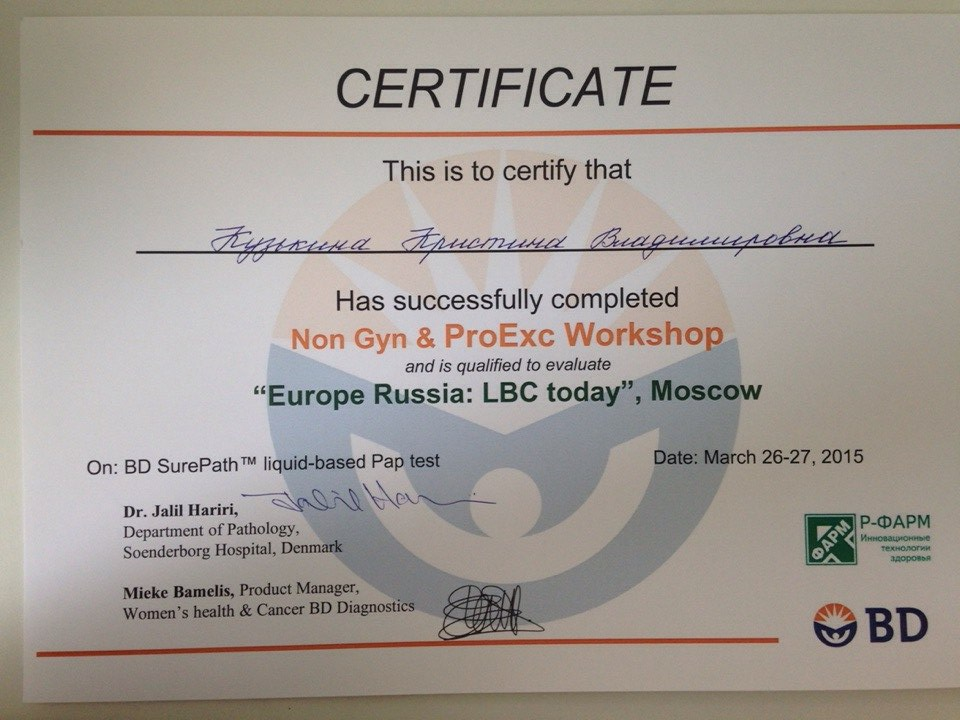 CERTIFICATE
This is to certify that
Кузькина Кристина Владимировна
Has successfully completed
Non Gyn & ProExc Workshop
and is qualified to evaluate
“Europe Russia: LBC today”, Moscow
On: BD SurePath™ liquid-based Pap test
Date: March 26-27, 2015
Dr. Jalil Hariri,
Jalil Hari
Department of Pathology,
Soenderborg Hospital, Denmark
Mieke Bamelis, Product Manager,
Women’s health & Cancer BD Diagnostics
ФАРМ
Р-ФАРМ
Инновационные
технологии
здоровья
BD